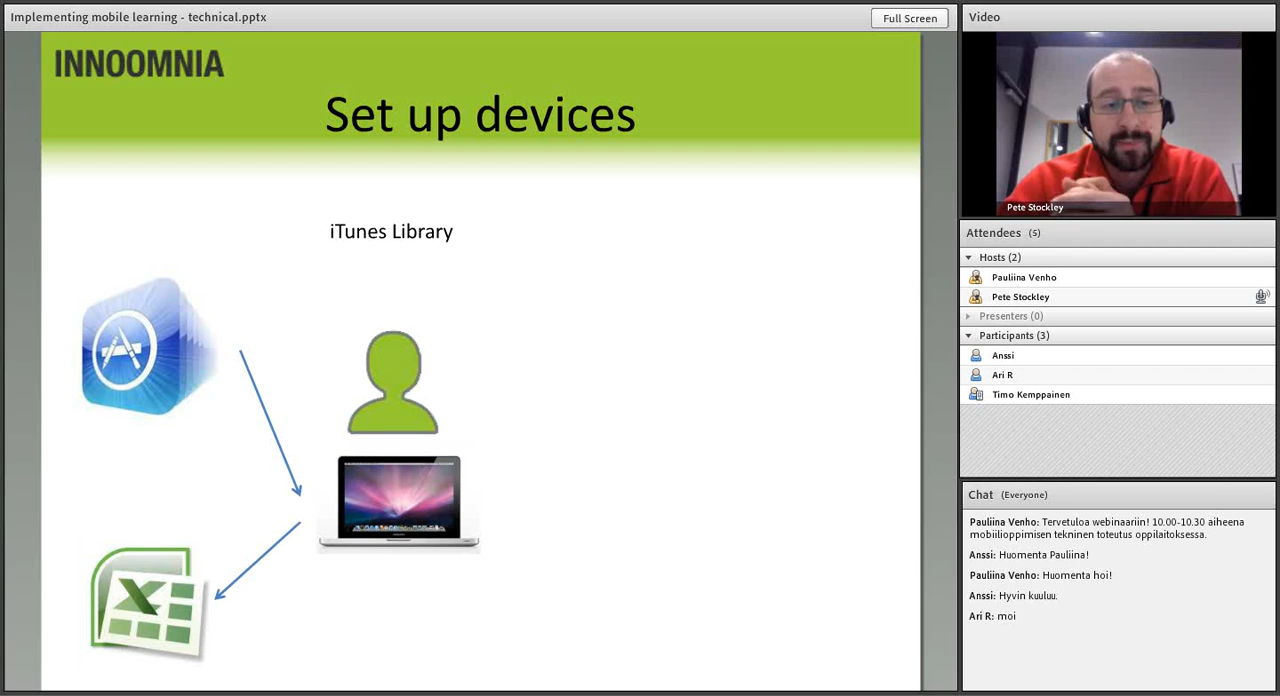 Implementing mobile learning - technical.pptx
Full Screen
INNOOMNIA
Set up devices
iTunes Library
Video
Pete Stockley
Attendees (5)
Hosts (2)
Pauliina Venho
Pete Stockley
Presenters (0)
Participants (3)
Anssi
Ari R
Timo Kemppainen
Chat (Everyone)
Pauliina Venho: Tervetuloa webinaariin! 10.00-10.30 aiheena
mobiilioppimisen tekninen toteutus oppilaitoksessa.
Anssi: Huomenta Pauliina!
Pauliina Venho: Huomenta hoi!
Anssi: Hyvin kuuluu.
Ari R: moi